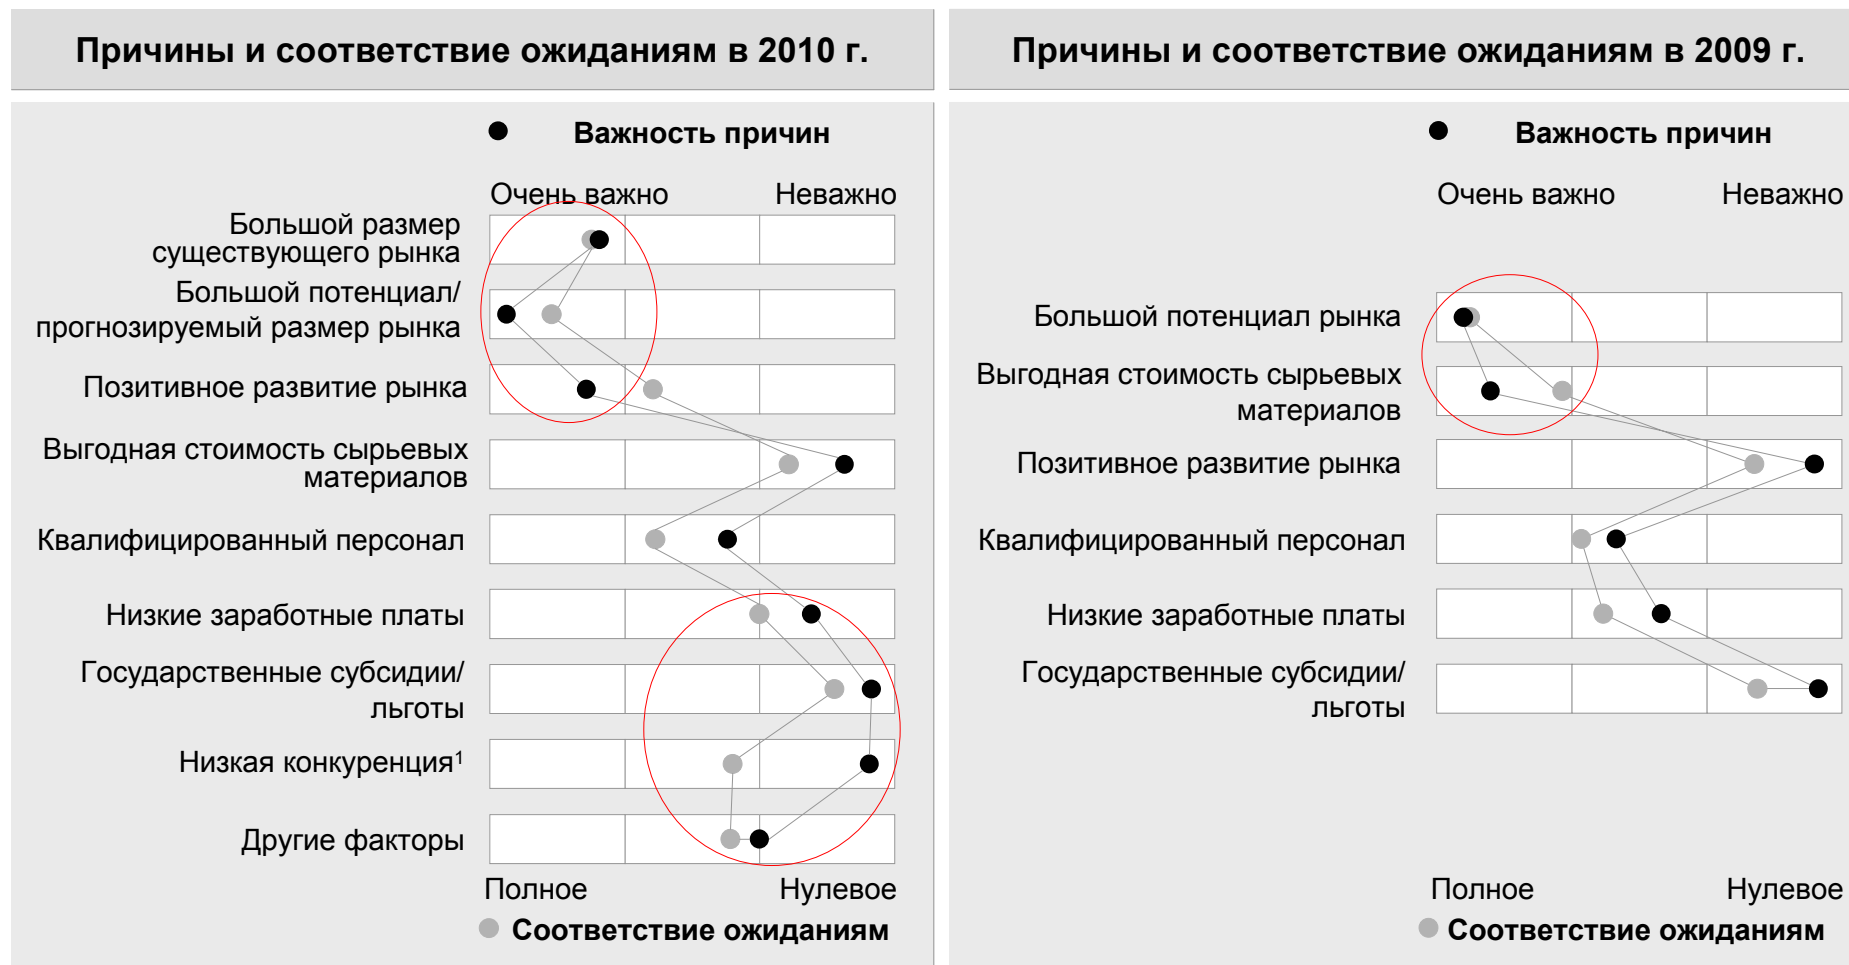 Причины и соответствие ожиданиям в 2010 г.
Важность причин
Очень важно Неважно
Большой размер
существующего рынка
Большой потенциал/
прогнозируемый размер рынка
Позитивное развитие рынка
Выгодная стоимость сырьевых
материалов
Квалифицированный персонал
Низкие заработные платы
Государственные субсидии/
льготы
Низкая конкуренция¹
Другие факторы
Полное Нулевое
Соответствие ожиданиям
Причины и соответствие ожиданиям в 2009 г.
Важность причин
Очень важно Неважно
Большой потенциал рынка
Выгодная стоимость сырьевых
материалов
Позитивное развитие рынка
Квалифицированный персонал
Низкие заработные платы
Государственные субсидии/
льготы
Полное Нулевое
Соответствие ожиданиям